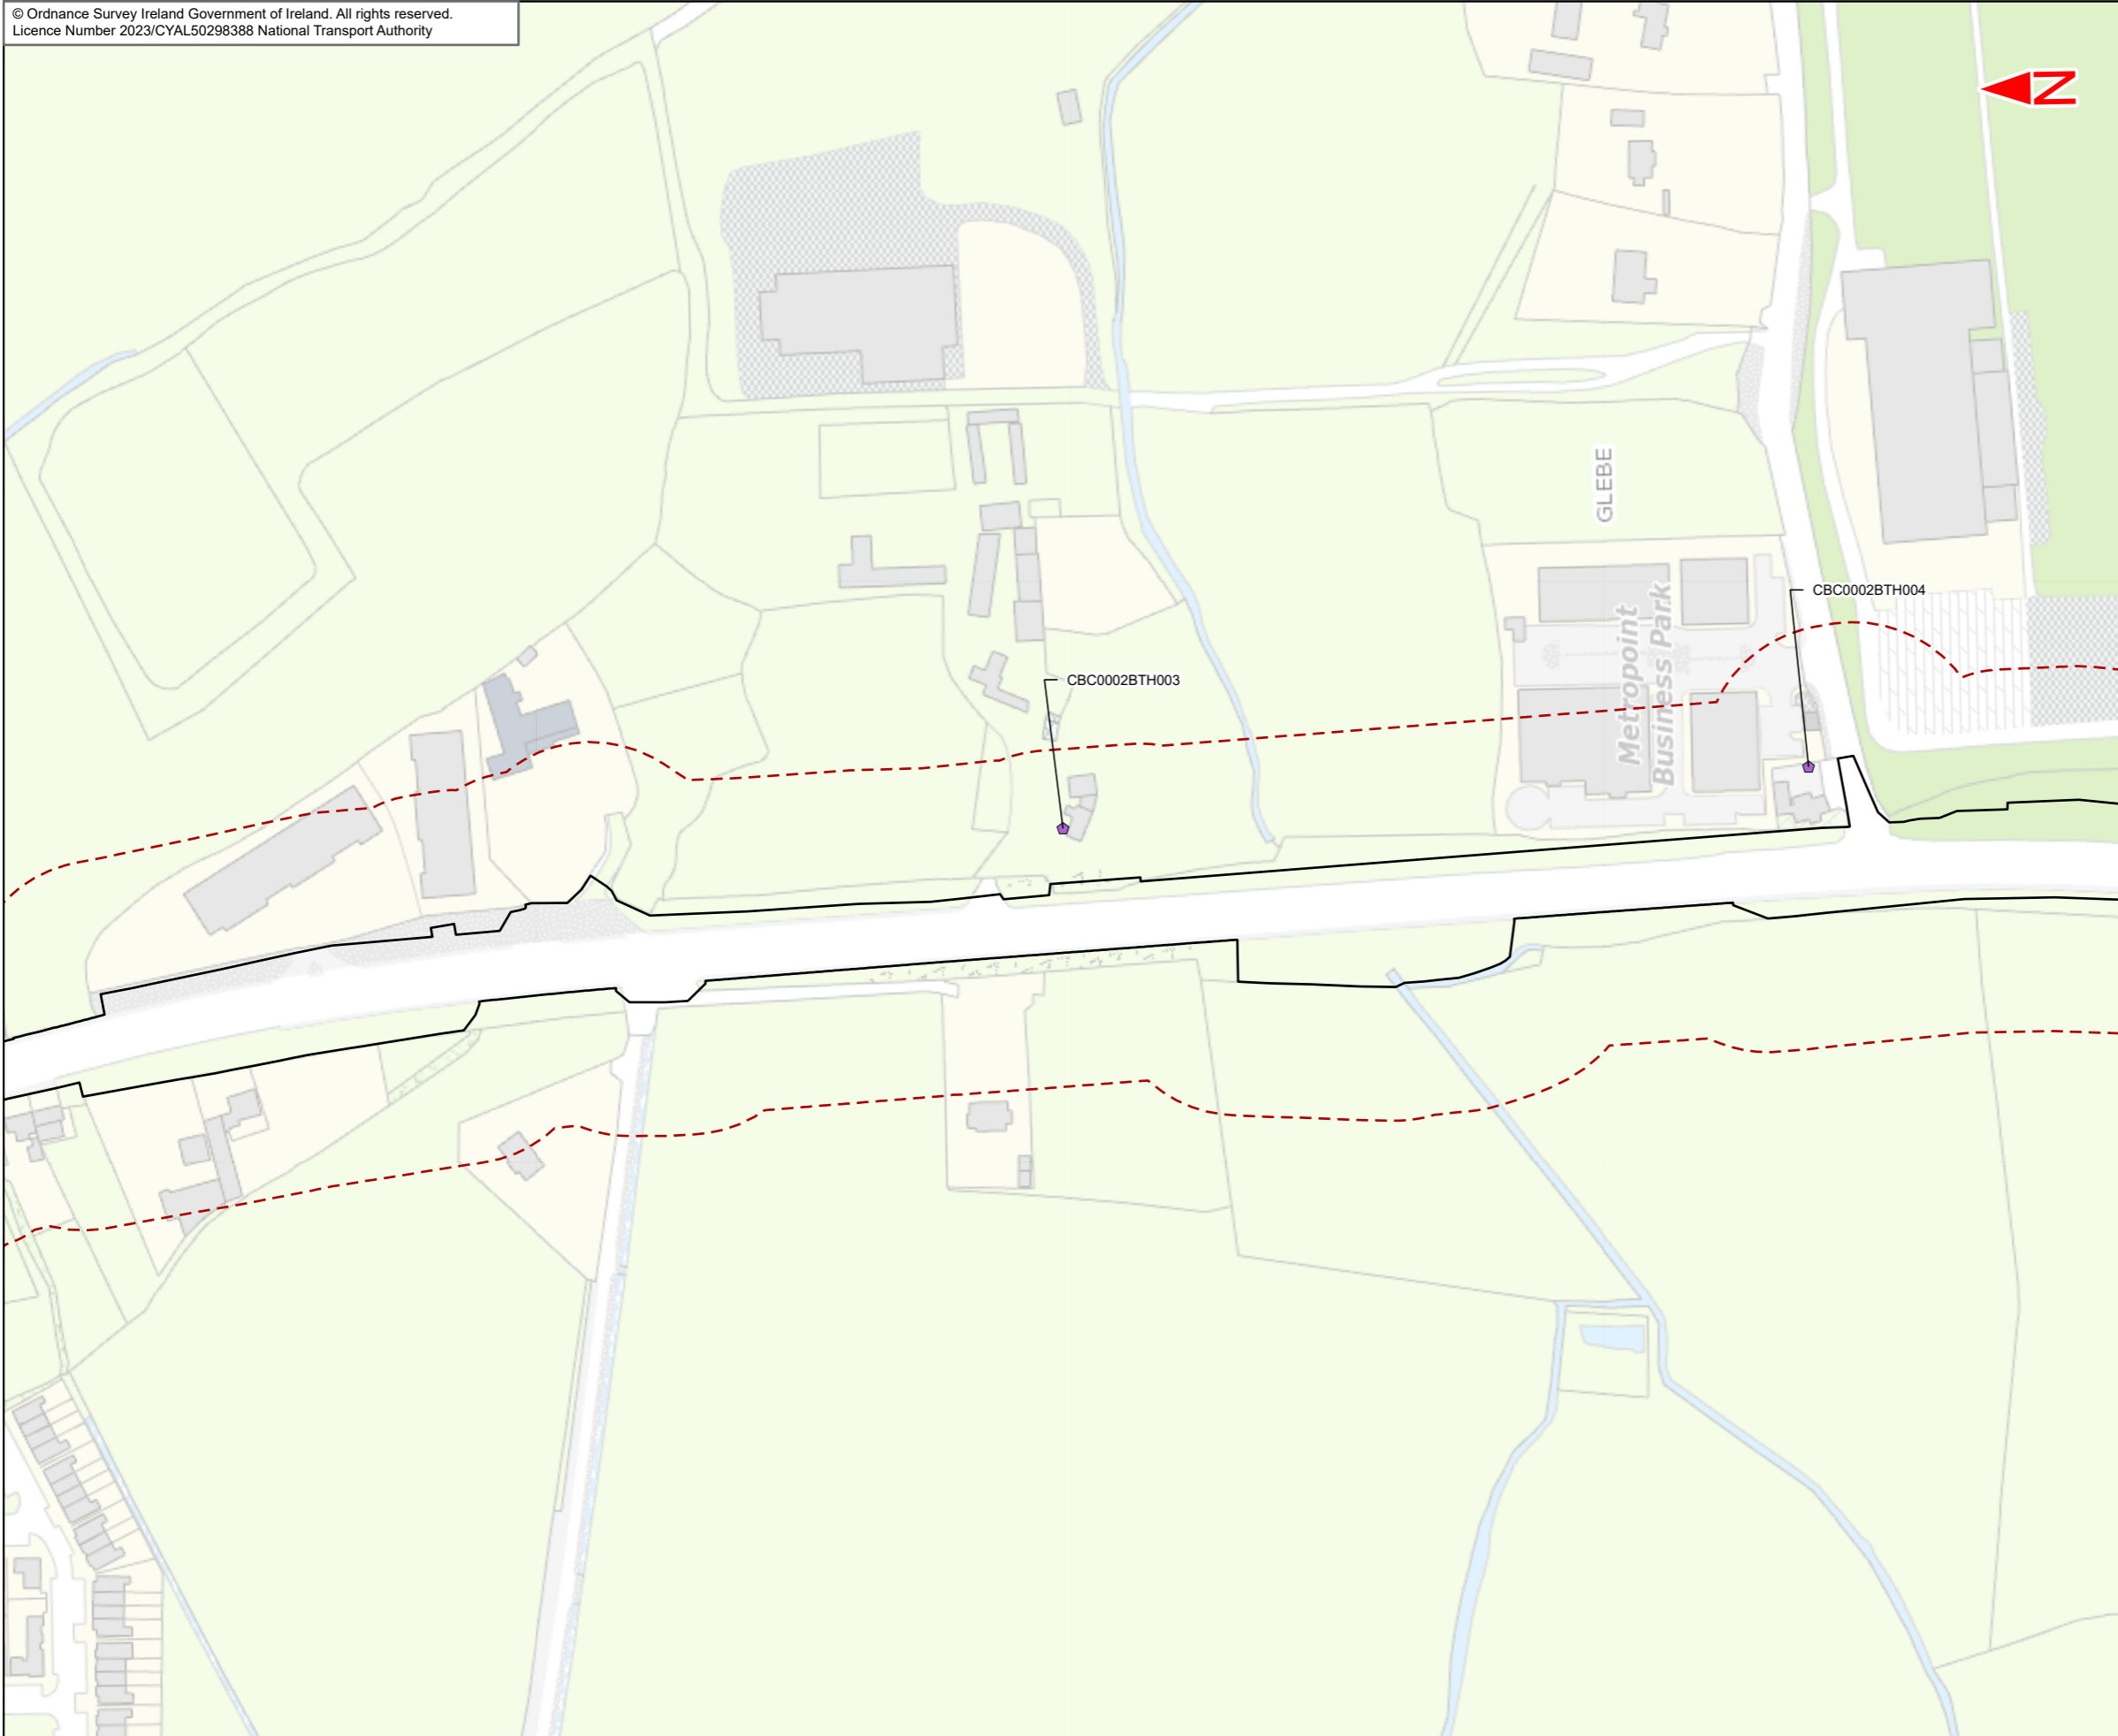 © Ordnance Survey Ireland Government of Ireland. All rights reserved.
Licence Number 2023/CYAL50298388 National Transport Authority
N
GLEBE
CBC0002BTH004
Metropoint
Business Park
CBC0002BTH003